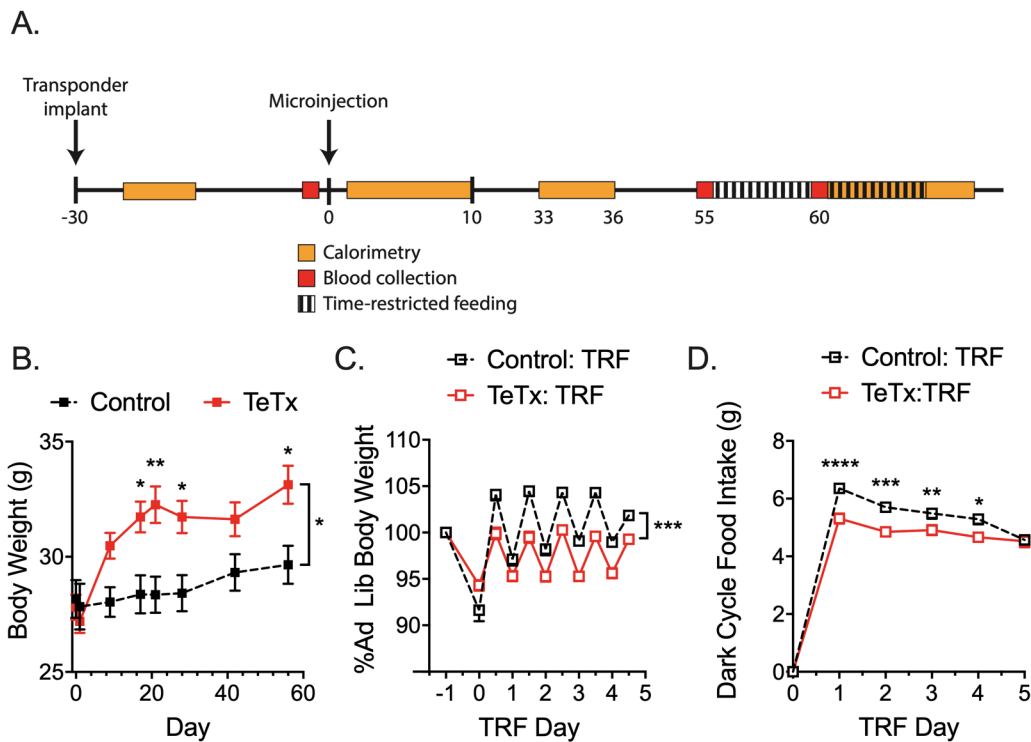 A.
Transponder
implant
Microinjection
-30
0
10
33
36
55
60
Calorimetry
Blood collection
Time-restricted feeding
B.
Control
TeTx
Body Weight (g)
35
30
25
*
**
*
*
*
0
20
40
60
Day
C.
Control: TRF
TeTx: TRF
%Ad Lib Body Weight
110
105
100
95
90
***
-1
0
1
2
3
4
5
TRF Day
D.
Control: TRF
TeTx:TRF
Dark Cycle Food Intake (g)
8
6
4
2
0
****
***
**
*
0
1
2
3
4
5
TRF Day